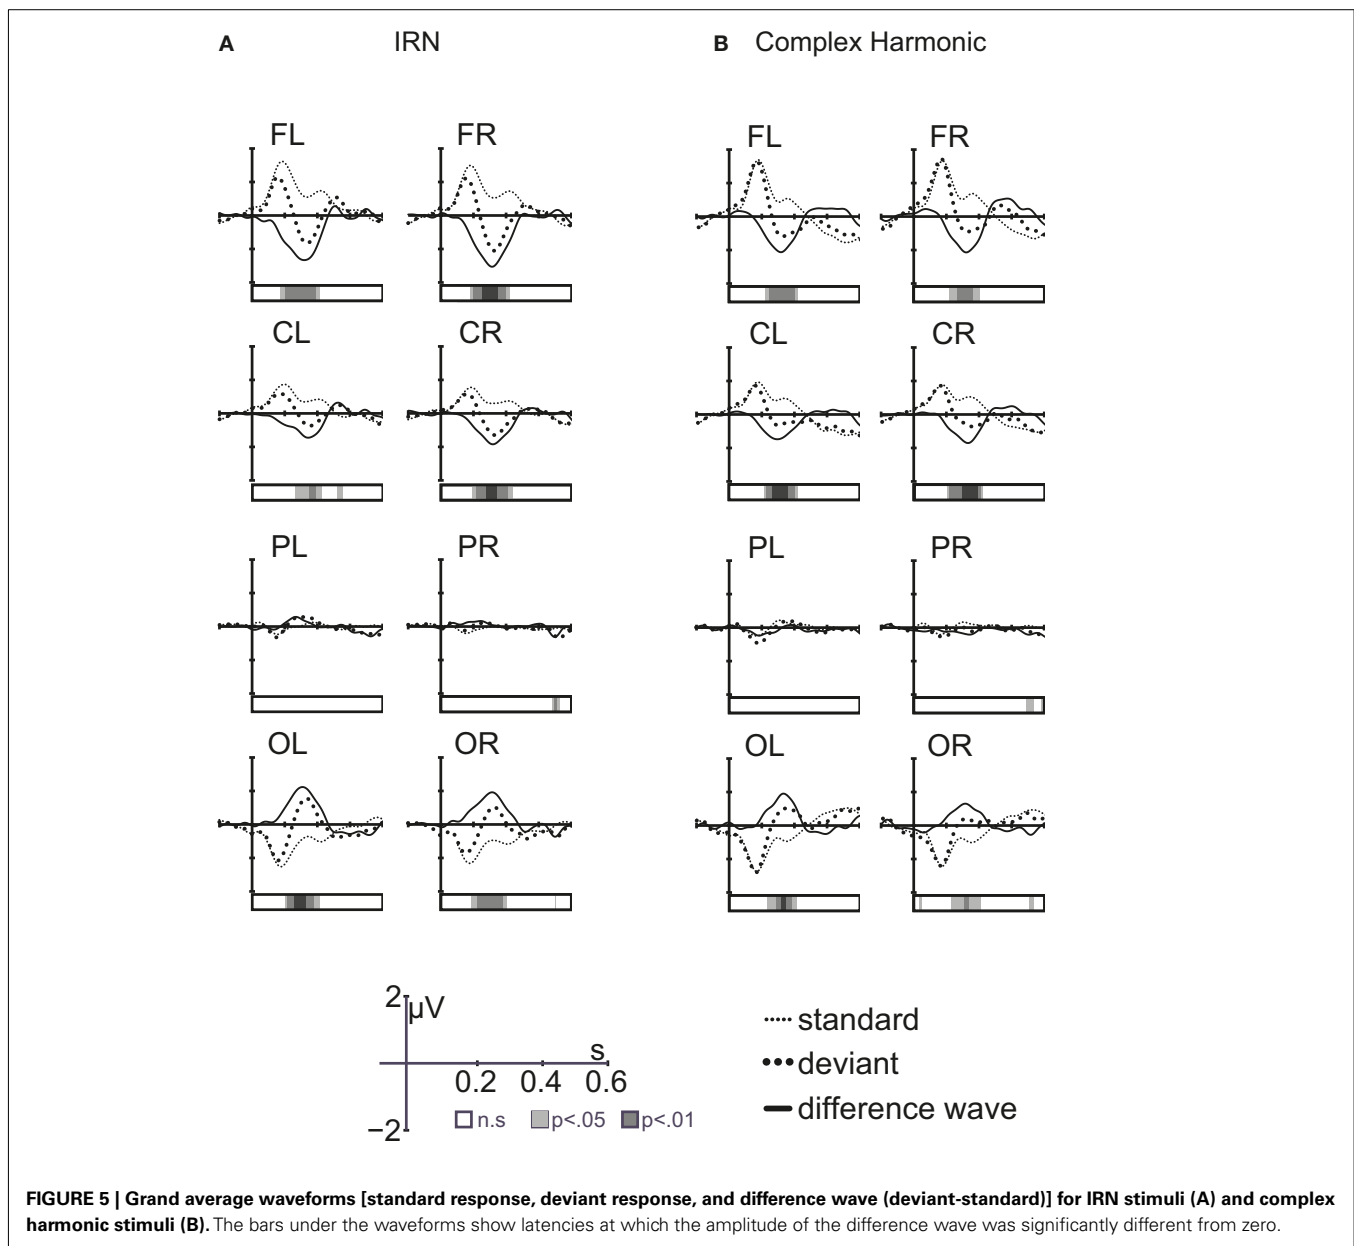 A IRN B Complex Harmonic
FL FR FL FR
CL CR CL CR
PL PR PL PR
OL OR OL OR
2 µV
s
0.2 0.4 0.6
n.s p<.05 p<.01
−2
standard
deviant
difference wave
FIGURE 5 | Grand average waveforms [standard response, deviant response, and difference wave (deviant-standard)] for IRN stimuli (A) and complex
harmonic stimuli (B). The bars under the waveforms show latencies at which the amplitude of the difference wave was significantly different from zero.